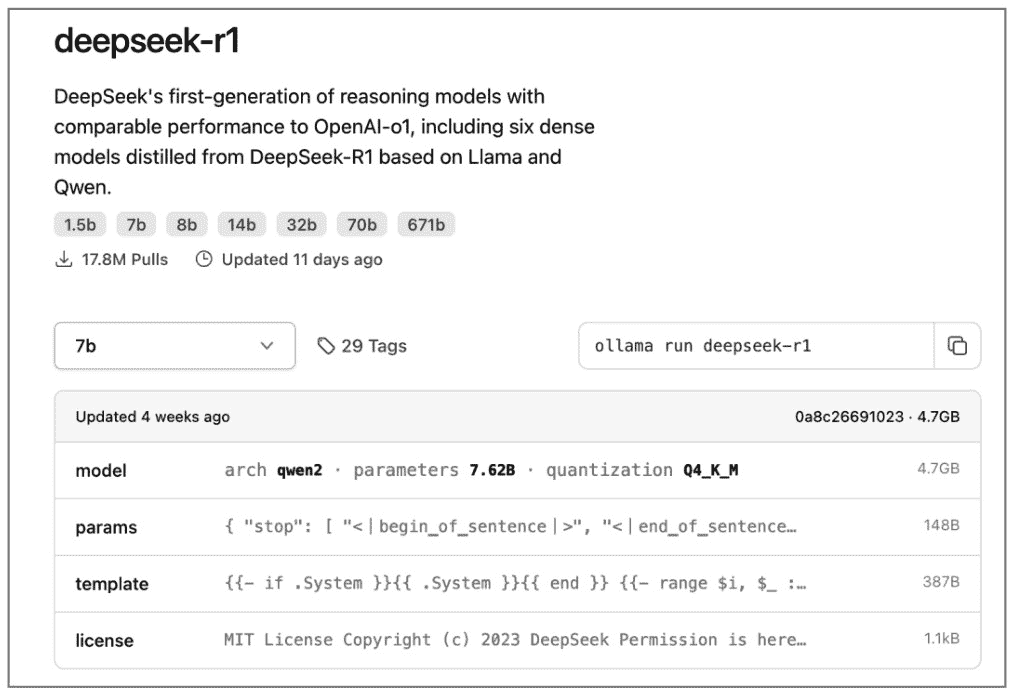 deepseek-r1
DeepSeek's first-generation of reasoning models with
comparable performance to OpenAI-o1, including six dense
models distilled from DeepSeek-R1 based on Llama and
Qwen.
1.5b 7b 8b 14b 32b 70b 671b
17.8M Pulls Updated 11 days ago
7b 29 Tags ollama run deepseek-r1
Updated 4 weeks ago 0a8c26691023 · 4.7GB
model arch qwen2 · parameters 7.62B · quantization Q4_K_M 4.7GB
params { "stop": [ "<|begin_of_sentence|>", "<|end_of_sentence… 148B
template {{- if .System }}{{ .System }}{{ end }} {{- range $i, $_ :… 387B
license MIT License Copyright (c) 2023 DeepSeek Permission is here… 1.1kB